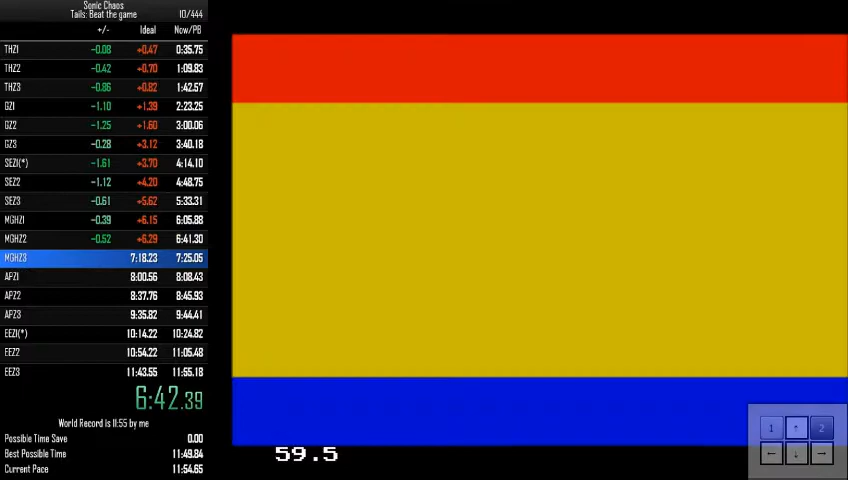 Sonic Chaos
Tails: Beat the game 10/444
+/- Ideal Now/PB
THZ1 -0.08 +0.47 0:35.75
THZ2 -0.42 +0.70 1:09.83
THZ3 -0.86 +0.82 1:42.57
GZ1 -1.10 +1.39 2:23.25
GZ2 -1.25 +1.60 3:00.06
GZ3 -0.28 +3.12 3:40.18
SEZ1(*) -1.61 +3.70 4:14.10
SEZ2 -1.12 +4.20 4:48.75
SEZ3 -0.61 +5.62 5:33.31
MGHZ1 -0.39 +6.15 6:05.88
MGHZ2 -0.52 +6.29 6:41.30
MGHZ3 7:18.23 7:25.05
APZ1 8:00.56 8:08.43
APZ2 8:37.76 8:45.93
APZ3 9:35.82 9:44.41
EEZ1(*) 10:14.22 10:24.82
EEZ2 10:54.22 11:05.48
EEZ3 11:43.55 11:55.18
6:42.39
World Record is 11:55 by me
Possible Time Save 0.00
Best Possible Time 11:49.84
Current Pace 11:54.65
59.5
1 ↑ 2
← ↓ →